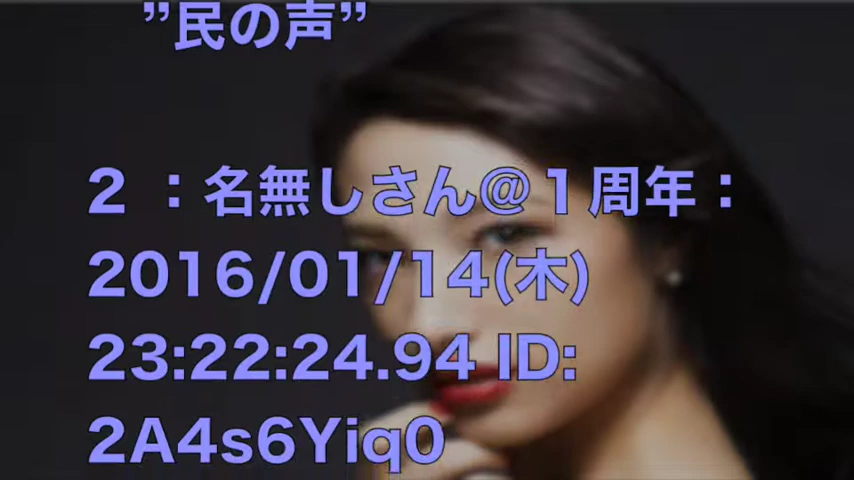 ”民の声”
2 ：名無しさん@１周年：
2016/01/14(木)
23:22:24.94 ID:
2A4s6Yiq0